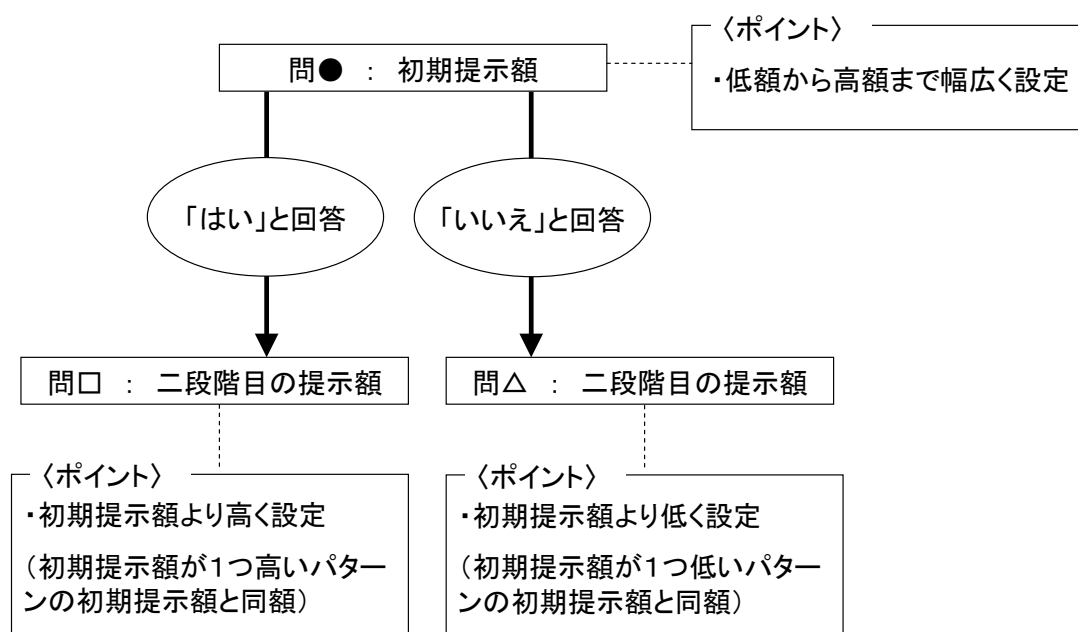 〈ポイント〉
問● : 初期提示額
・低額から高額まで幅広く設定
「はい」と回答
「いいえ」と回答
問□ : 二段階目の提示額
問△ : 二段階目の提示額
〈ポイント〉
・初期提示額より高く設定
（初期提示額が１つ高いパター
ンの初期提示額と同額）
〈ポイント〉
・初期提示額より低く設定
（初期提示額が１つ低いパター
ンの初期提示額と同額）